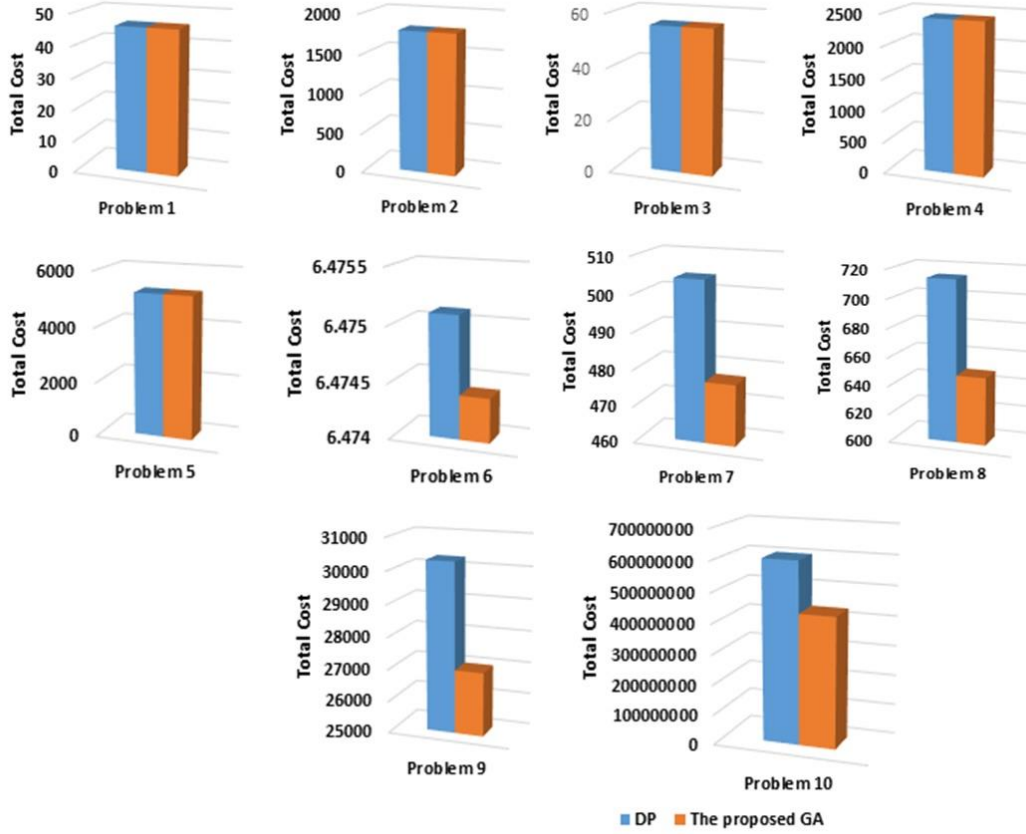 Total Cost
50
40
30
20
10
0
Problem 1
Total Cost
2000
1500
1000
500
0
Problem 2
Total Cost
60
40
20
0
Problem 3
Total Cost
2500
2000
1500
1000
500
0
Problem 4
Total Cost
6000
4000
2000
0
Problem 5
Total Cost
6.4755
6.475
6.4745
6.474
Problem 6
Total Cost
510
500
490
480
470
460
Problem 7
Total Cost
720
700
680
660
640
620
600
Problem 8
Total Cost
31000
30000
29000
28000
27000
26000
25000
Problem 9
Total Cost
700000000
600000000
500000000
400000000
300000000
200000000
100000000
0
Problem 10
DP The proposed GA